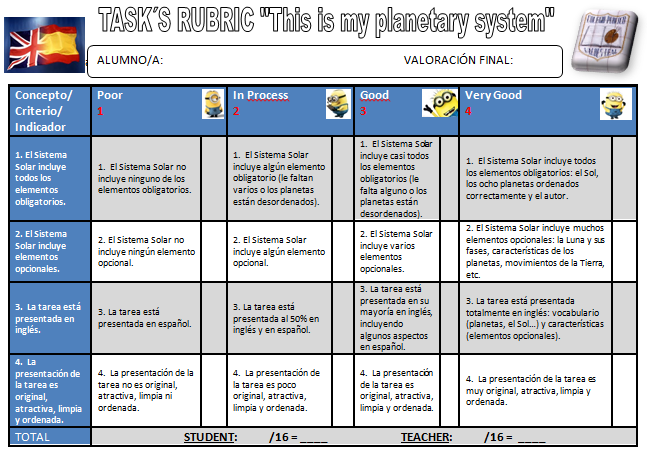 TASK´S RUBRIC "This is my planetary system"
ALUMNO/A: VALORACIÓN FINAL:
Concepto/
Criterio/
Indicador
Poor
1
In Process
2
Good
3
Very Good
4
1. El Sistema
Solar incluye
todos los
elementos
obligatorios.
1. El Sistema Solar no
incluye ninguno de los
elementos obligatorios.
1. El Sistema Solar
incluye algún elemento
obligatorio (le faltan
varios o los planetas
están desordenados).
1. El Sistema Solar
incluye casi todos
los elementos
obligatorios (le
falta alguno o los
planetas están
desordenados).
1. El Sistema Solar incluye todos
los elementos obligatorios: el Sol,
los ocho planetas ordenados
correctamente y el autor.
2. El Sistema
Solar incluye
elementos
opcionales.
2. El Sistema Solar no
incluye ningún elemento
opcional.
2. El Sistema Solar
incluye algún elemento
opcional.
2. El Sistema Solar
incluye varios
elementos
opcionales.
2. El Sistema Solar incluye muchos
elementos opcionales: la Luna y sus
fases, características de los
planetas, movimientos de la Tierra,
etc.
3. La tarea está
presentada en
inglés.
3. La tarea está
presentada en español.
3. La tarea está
presentada al 50% en
inglés y en español.
3. La tarea está
presentada en su
mayoría en inglés,
incluyendo
algunos aspectos
en español.
3. La tarea está presentada
totalmente en inglés: vocabulario
(planetas, el Sol...) y características
(elementos opcionales).
4. La
presentación de
la tarea es
original,
atractiva, limpia
y ordenada.
4. La presentación de la
tarea no es original,
atractiva, limpia ni
ordenada.
4. La presentación de
la tarea es poco
original, atractiva,
limpia y ordenada.
4. La presentación
de la tarea es
original, atractiva,
limpia y ordenada.
4. La presentación de la tarea es
muy original, atractiva, limpia y
ordenada.
TOTAL STUDENT: /16 = ____ TEACHER: /16 = ____